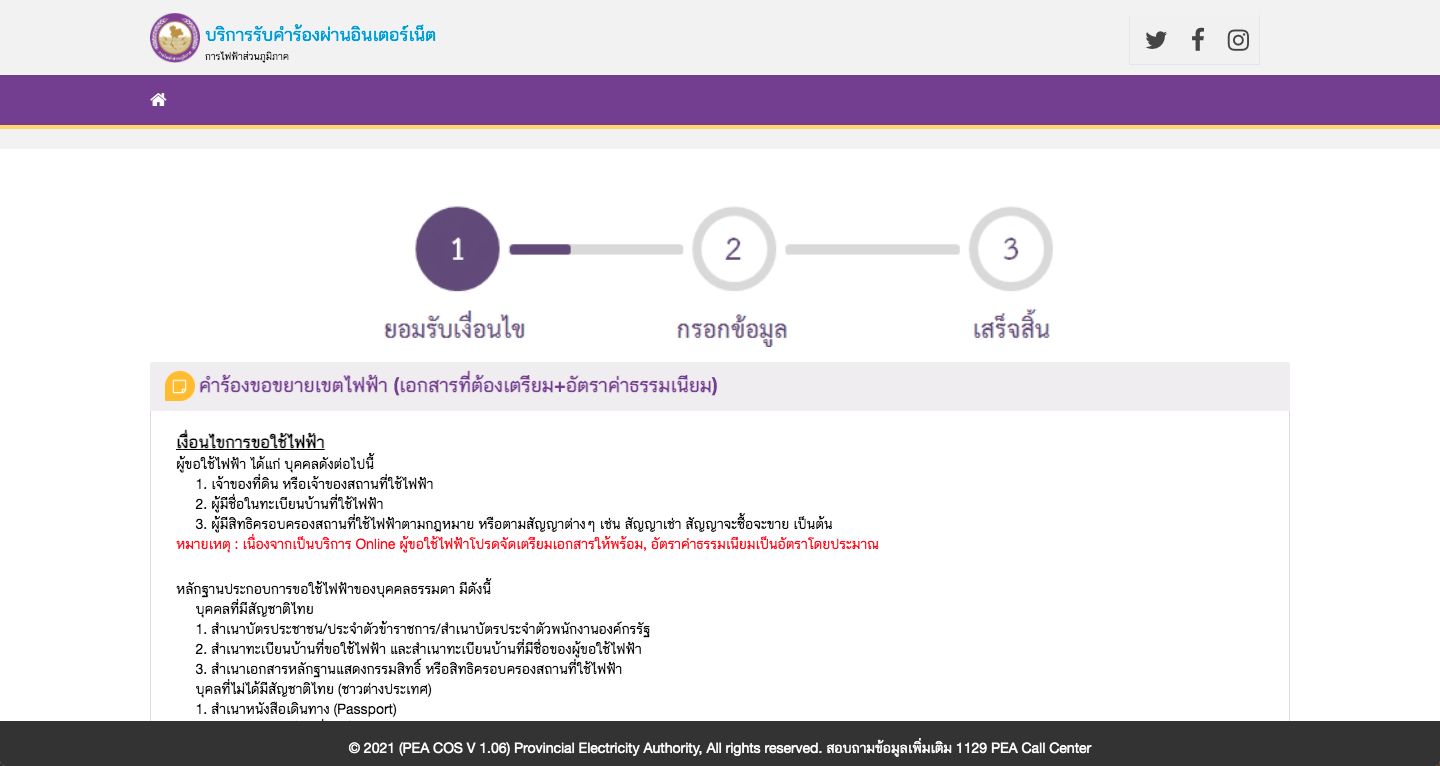 บริการรับคำร้องผ่านอินเตอร์เน็ต
การไฟฟ้าส่วนภูมิภาค
1
2
3
ยอมรับเงื่อนไข
กรอกข้อมูล
เสร็จสิ้น
คำร้องขอขยายเขตไฟฟ้า (เอกสารที่ต้องเตรียม+อัตราค่าธรรมเนียม)
เงื่อนไขการขอใช้ไฟฟ้า
ผู้ขอใช้ไฟฟ้า ได้แก่ บุคคลดังต่อไปนี้
1. เจ้าของที่ดิน หรือเจ้าของสถานที่ใช้ไฟฟ้า
2. ผู้มีชื่อในทะเบียนบ้านที่ใช้ไฟฟ้า
3. ผู้มีสิทธิครอบครองสถานที่ใช้ไฟฟ้าตามกฎหมาย หรือตามสัญญาต่างๆ เช่น สัญญาเช่า สัญญาจะซื้อจะขาย เป็นต้น
หมายเหตุ : เนื่องจากเป็นบริการ Online ผู้ขอใช้ไฟฟ้าโปรดจัดเตรียมเอกสารให้พร้อม, อัตราค่าธรรมเนียมเป็นอัตราโดยประมาณ
หลักฐานประกอบการขอใช้ไฟฟ้าของบุคคลธรรมดา มีดังนี้
บุคคลที่มีสัญชาติไทย
1. สำเนาบัตรประชาชน/ประจำตัวข้าราชการ/สำเนาบัตรประจำตัวพนักงานองค์กรรัฐ
2. สำเนาทะเบียนบ้านที่ขอใช้ไฟฟ้า และสำเนาทะเบียนบ้านที่มีชื่อของผู้ขอใช้ไฟฟ้า
3. สำเนาเอกสารหลักฐานแสดงกรรมสิทธิ์ หรือสิทธิครอบครองสถานที่ใช้ไฟฟ้า
บุคลที่ไม่ได้มีสัญชาติไทย (ชาวต่างประเทศ)
1. สำเนาหนังสือเดินทาง (Passport)
© 2021 (PEA COS V 1.06) Provincial Electricity Authority, All rights reserved. สอบถามข้อมูลเพิ่มเติม 1129 PEA Call Center